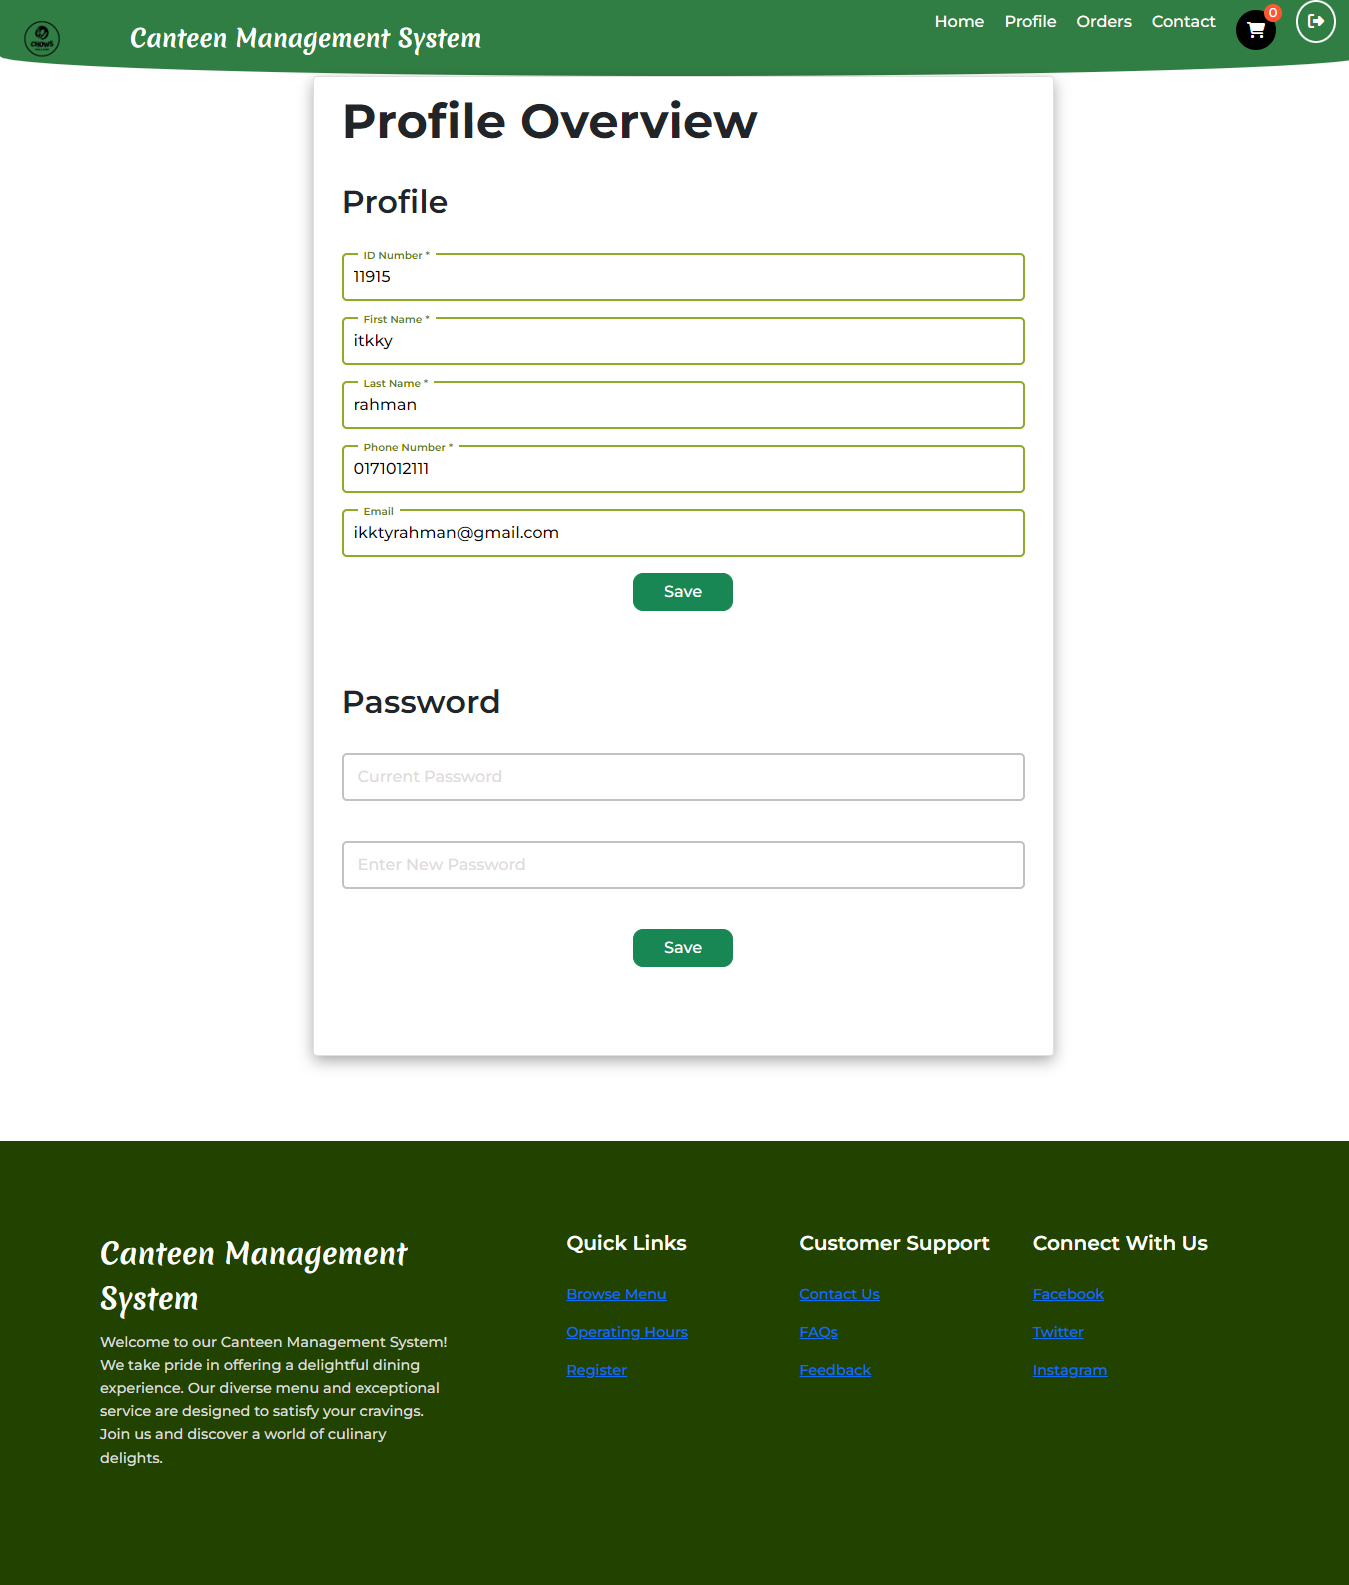 CHOWS
Canteen Management System
Home Profile Orders Contact 0
Profile Overview
Profile
ID Number *
11915
First Name *
itkky
Last Name *
rahman
Phone Number *
0171012111
Email
ikktyrahman@gmail.com
Save
Password
Current Password
Enter New Password
Save
Canteen Management
System
Welcome to our Canteen Management System!
We take pride in offering a delightful dining
experience. Our diverse menu and exceptional
service are designed to satisfy your cravings.
Join us and discover a world of culinary
delights.
Quick Links
Browse Menu
Operating Hours
Register
Customer Support
Contact Us
FAQs
Feedback
Connect With Us
Facebook
Twitter
Instagram